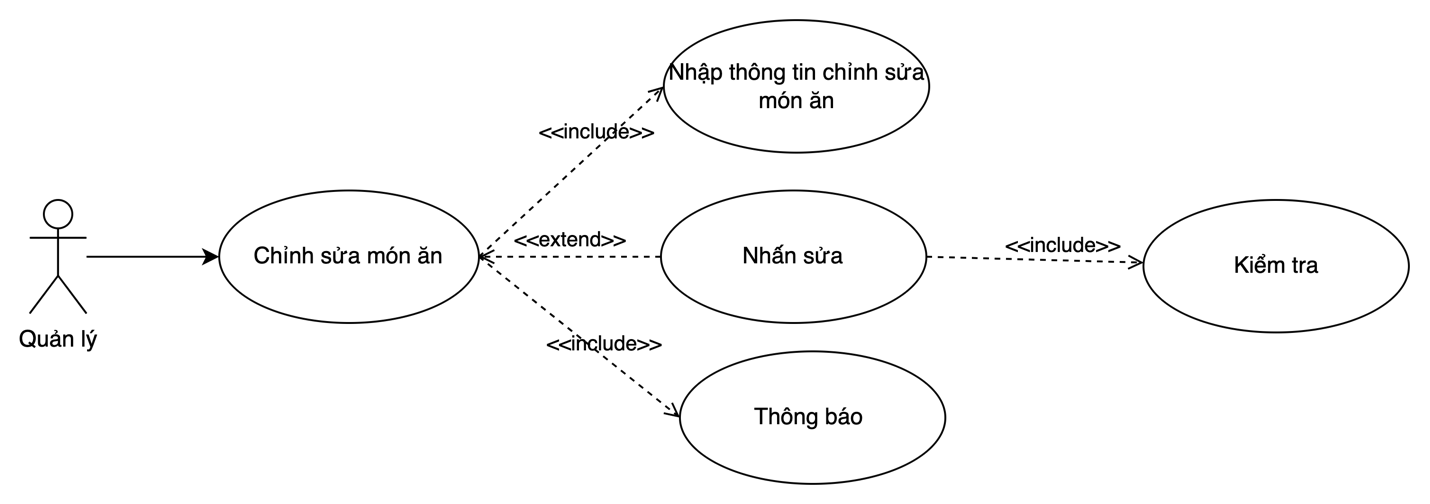 Nhập thông tin chỉnh sửa
món ăn
<<include>>
Quản lý
Chỉnh sửa món ăn
<<extend>>
Nhấn sửa
<<include>>
Kiểm tra
<<include>>
Thông báo